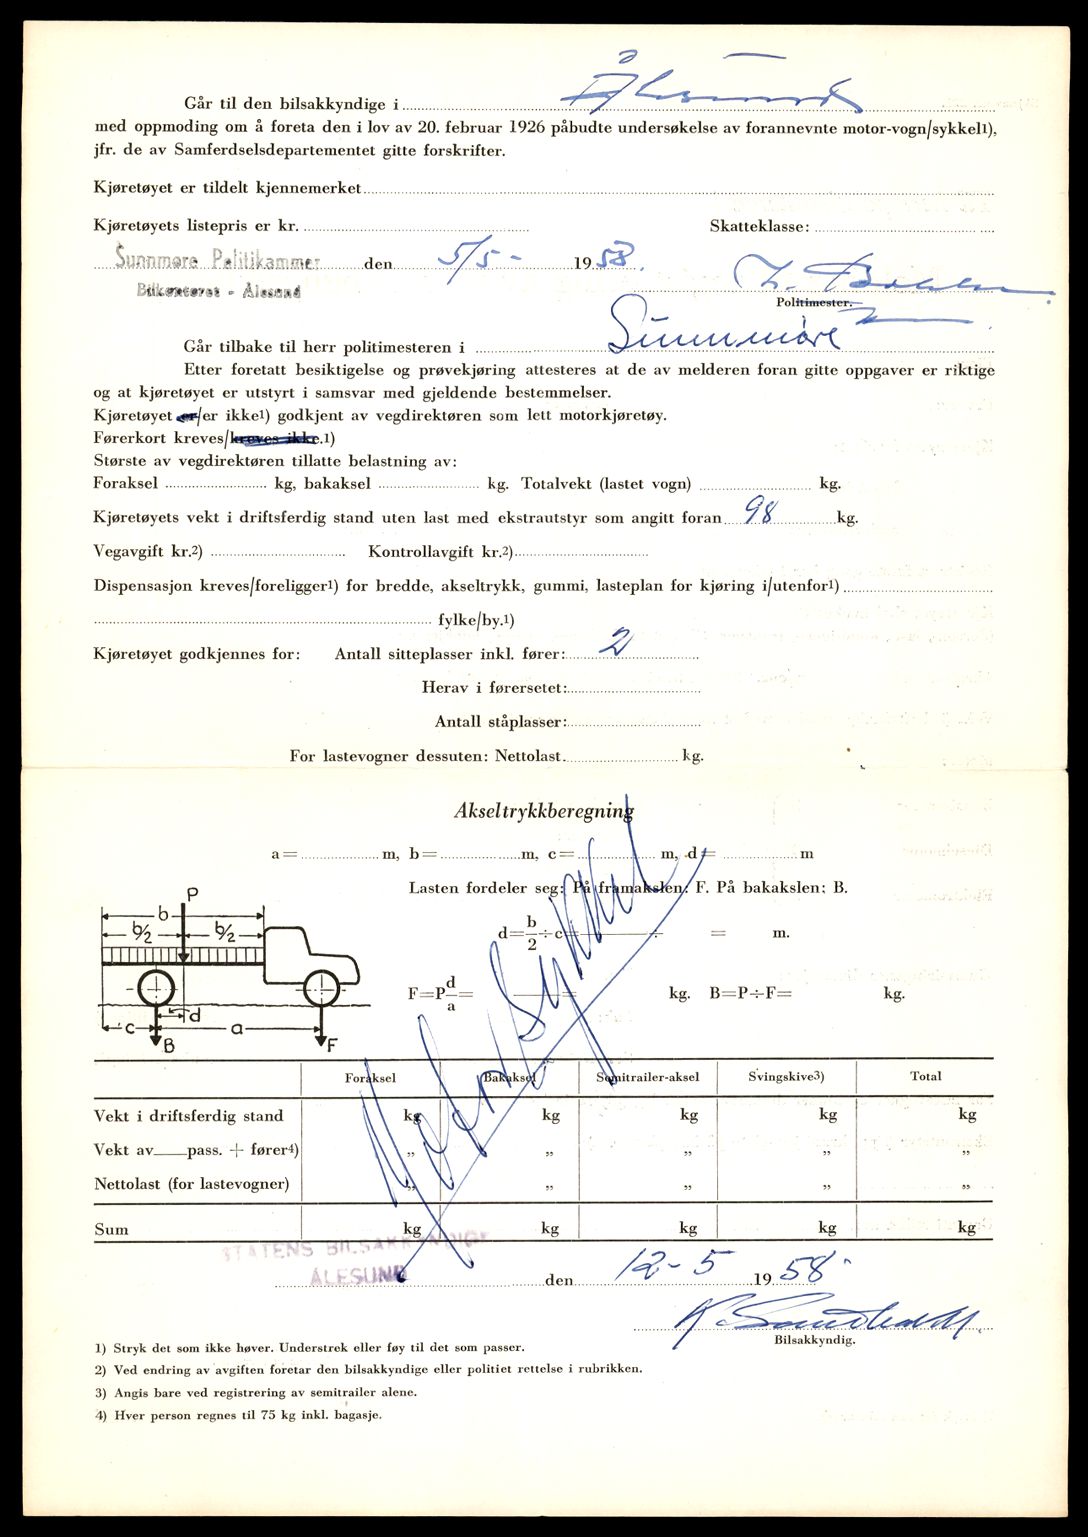 Går til den bilsakkyndige i Ålesund
med oppmoding om å foreta den i lov av 20. februar 1926 påbudte undersøkelse av forannevnte motor-vogn/sykkel1),
jfr. de av Samferdselsdepartementet gitte forskrifter.
Kjøretøyet er tildelt kjennemerket
Kjøretøyets listepris er kr. Skatteklasse:
Sunnmøre Politikammer den 5/5- 1958.
Bilkontoret - Ålesund
Politimester.
Går tilbake til herr politimesteren i Sunnmøre
Etter foretatt besiktigelse og prøvekjøring attesteres at de av melderen foran gitte oppgaver er riktige
og at kjøretøyet er utstyrt i samsvar med gjeldende bestemmelser.
Kjøretøyet er/er ikke1) godkjent av vegdirektøren som lett motorkjøretøy.
Førerkort kreves/kreves ikke.1)
Største av vegdirektøren tillatte belastning av:
Foraksel kg, bakaksel kg. Totalvekt (lastet vogn) kg.
Kjøretøyets vekt i driftsferdig stand uten last med ekstrautstyr som angitt foran 98 kg.
Vegavgift kr.2) Kontrollavgift kr.2)
Dispensasjon kreves/foreligger1) for bredde, akseltrykk, gummi, lasteplan for kjøring i/utenfor1)
fylke/by.1)
Kjøretøyet godkjennes for: Antall sitteplasser inkl. fører: 2
Herav i førersetet:
Antall ståplasser:
For lastevogner dessuten: Nettolast kg.
Akseltrykkberegning
a= m, b= m, c= m, d= m
Lasten fordeler seg: På framakslen: F. På bakakslen: B.
P
b
b/2 b/2
d=b/2÷c= ÷ = m.
F=P d/a= = kg. B=P÷F= kg.
c d a
B F
Motorsykkel
Foraksel Bakaksel Semitrailer-aksel Svingskive3) Total
Vekt i driftsferdig stand kg kg kg kg kg
Vekt av pass. + fører4) „ „ „ „ „
Nettolast (for lastevogner) „ „ „ „ „
Sum kg kg kg kg kg
STATENS BILSAKKYNDIGE
ÅLESUND den 12-5 1958
Bilsakkyndig.
1) Stryk det som ikke høver. Understrek eller føy til det som passer.
2) Ved endring av avgiften foretar den bilsakkyndige eller politiet rettelse i rubrikken.
3) Angis bare ved registrering av semitrailer alene.
4) Hver person regnes til 75 kg inkl. bagasje.